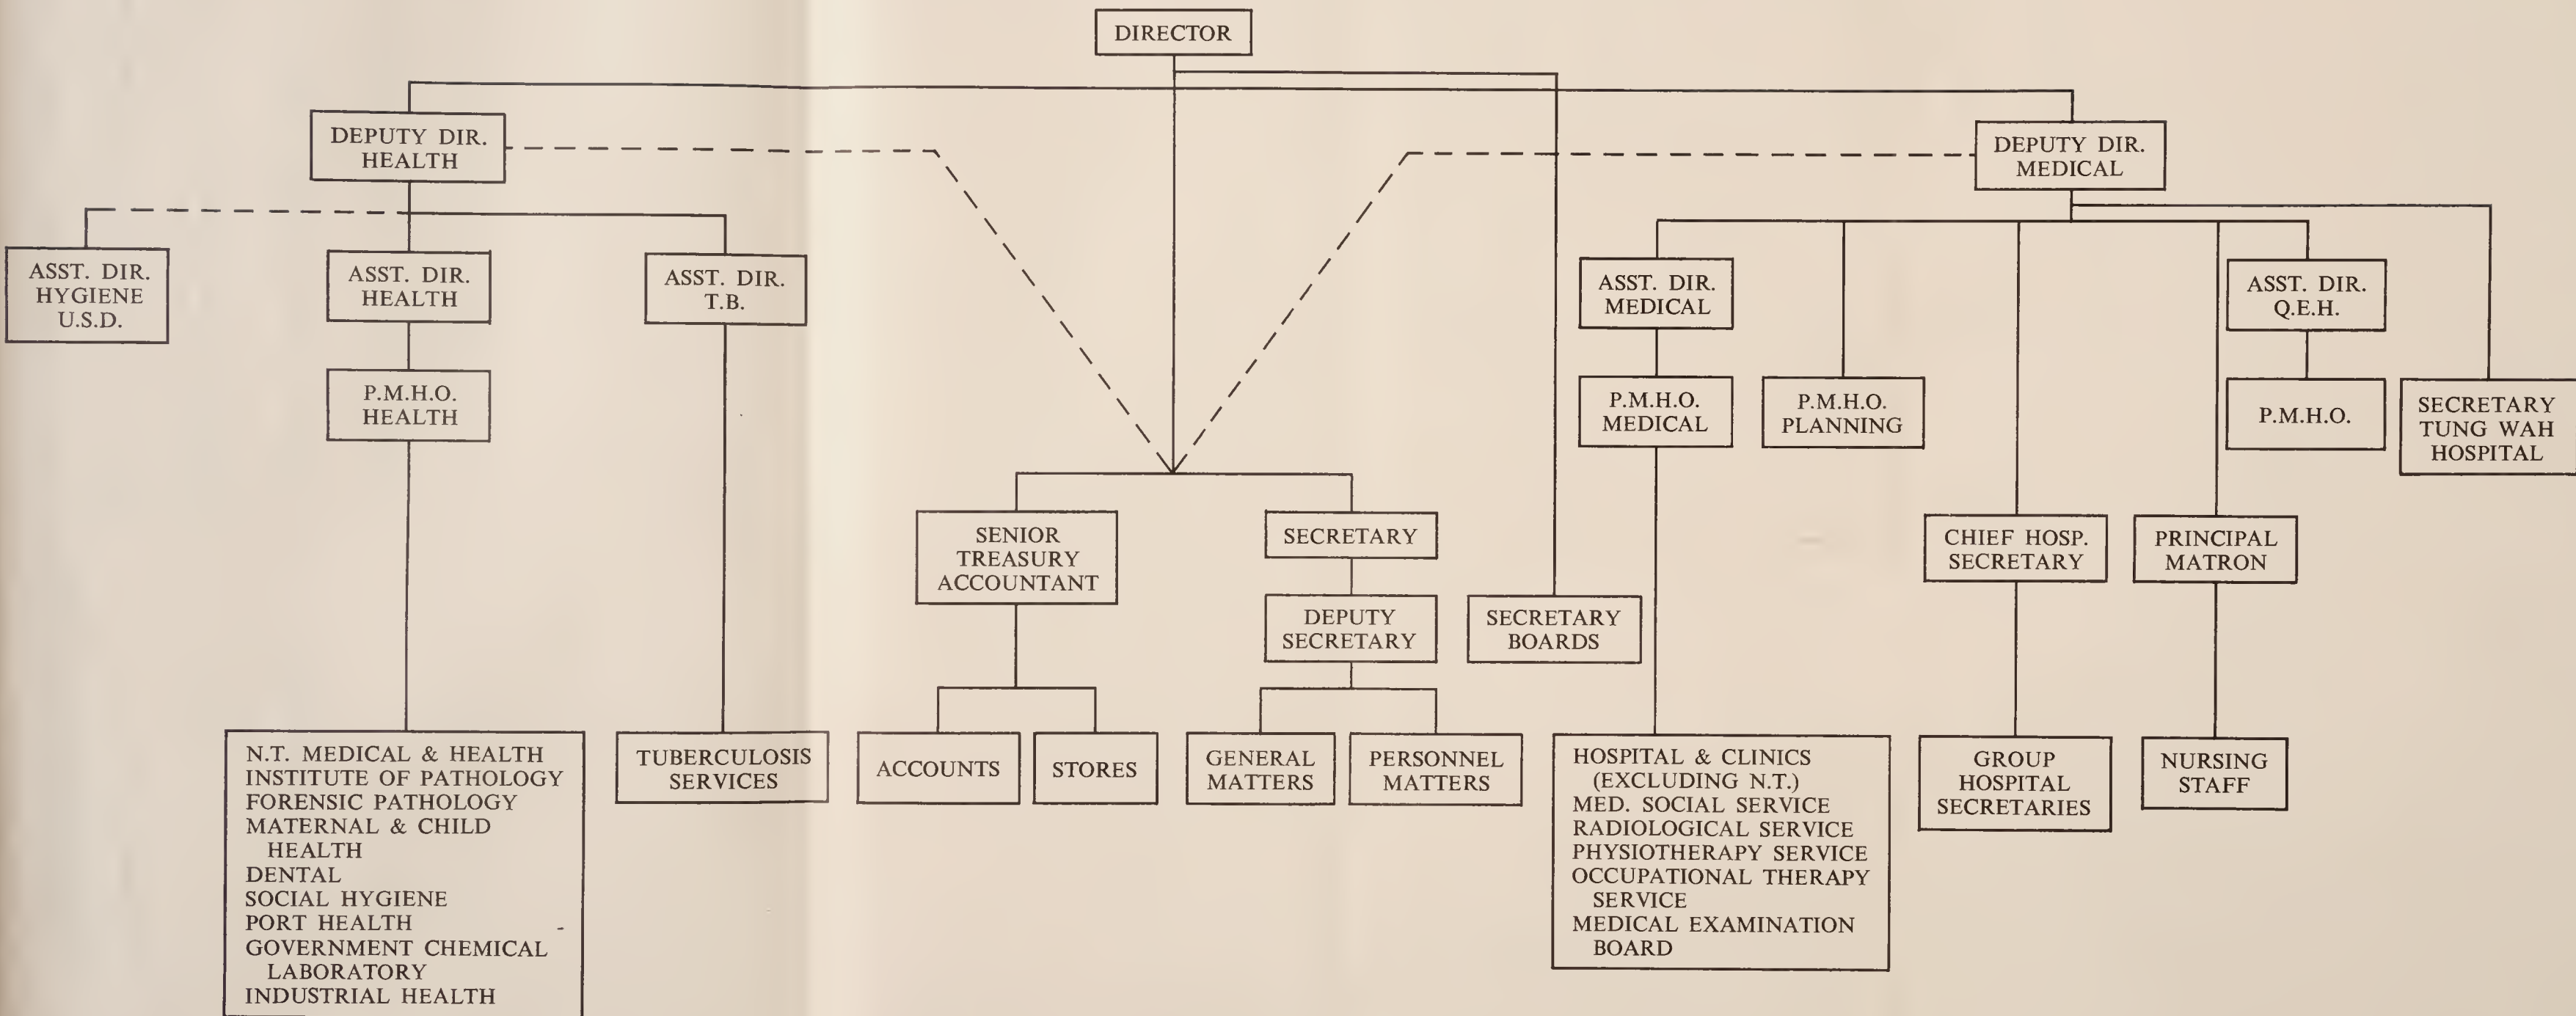 DIRECTOR
DEPUTY DIR.
HEALTH
DEPUTY DIR.
MEDICAL
ASST. DIR.
HYGIENE
U.S.D.
ASST. DIR.
HEALTH
ASST. DIR.
T.B.
ASST. DIR.
MEDICAL
ASST. DIR.
Q.E.H.
P.M.H.O.
HEALTH
P.M.H.O.
MEDICAL
P.M.H.O.
PLANNING
P.M.H.O.
SECRETARY
TUNG WAH
HOSPITAL
SENIOR
TREASURY
ACCOUNTANT
SECRETARY
CHIEF HOSP.
SECRETARY
PRINCIPAL
MATRON
DEPUTY
SECRETARY
SECRETARY
BOARDS
N.T. MEDICAL & HEALTH
INSTITUTE OF PATHOLOGY
FORENSIC PATHOLOGY
MATERNAL & CHILD
HEALTH
DENTAL
SOCIAL HYGIENE
PORT HEALTH
GOVERNMENT CHEMICAL
LABORATORY
INDUSTRIAL HEALTH
TUBERCULOSIS
SERVICES
ACCOUNTS
STORES
GENERAL
MATTERS
PERSONNEL
MATTERS
HOSPITAL & CLINICS
(EXCLUDING N.T.)
MED. SOCIAL SERVICE
RADIOLOGICAL SERVICE
PHYSIOTHERAPY SERVICE
OCCUPATIONAL THERAPY
SERVICE
MEDICAL EXAMINATION
BOARD
GROUP
HOSPITAL
SECRETARIES
NURSING
STAFF